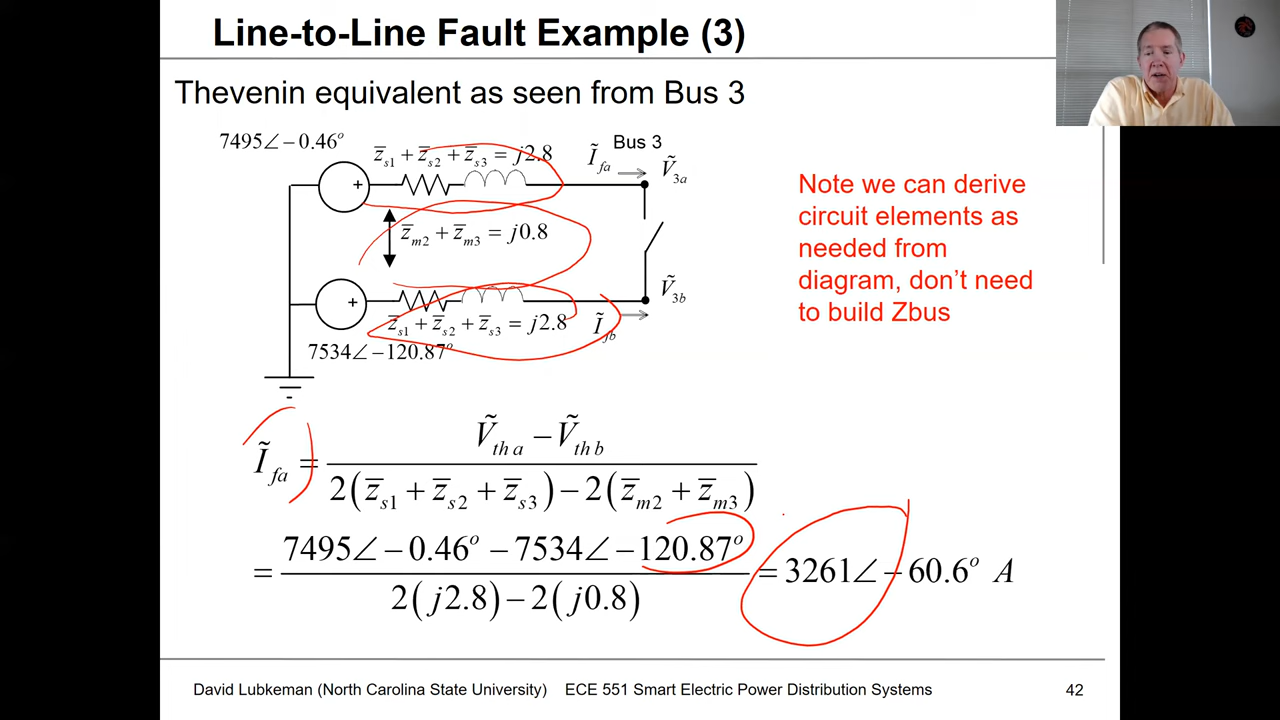 Line-to-Line Fault Example (3)
Thevenin equivalent as seen from Bus 3
7495∠−0.46°
z̅s1 + z̅s2 + z̅s3 = j2.8
Ĩfa
Bus 3
Ṽ3a
z̅m2 + z̅m3 = j0.8
Ṽ3b
z̅s1 + z̅s2 + z̅s3 = j2.8
Ĩfb
7534∠−120.87°
Note we can derive
circuit elements as
needed from
diagram, don't need
to build Zbus
Ĩfa = Ṽth a − Ṽth b
2(z̅s1 + z̅s2 + z̅s3) − 2(z̅m2 + z̅m3)
= 7495∠−0.46° − 7534∠−120.87° = 3261∠−60.6° A
2(j2.8) − 2(j0.8)
David Lubkeman (North Carolina State University) ECE 551 Smart Electric Power Distribution Systems 42